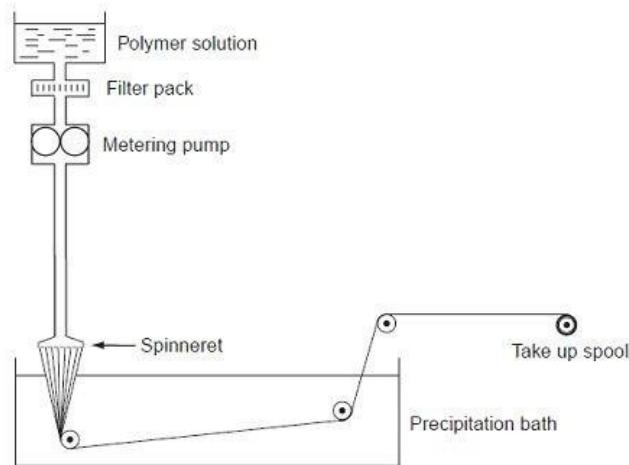 Polymer solution
Filter pack
Metering pump
Spinneret
Take up spool
Precipitation bath